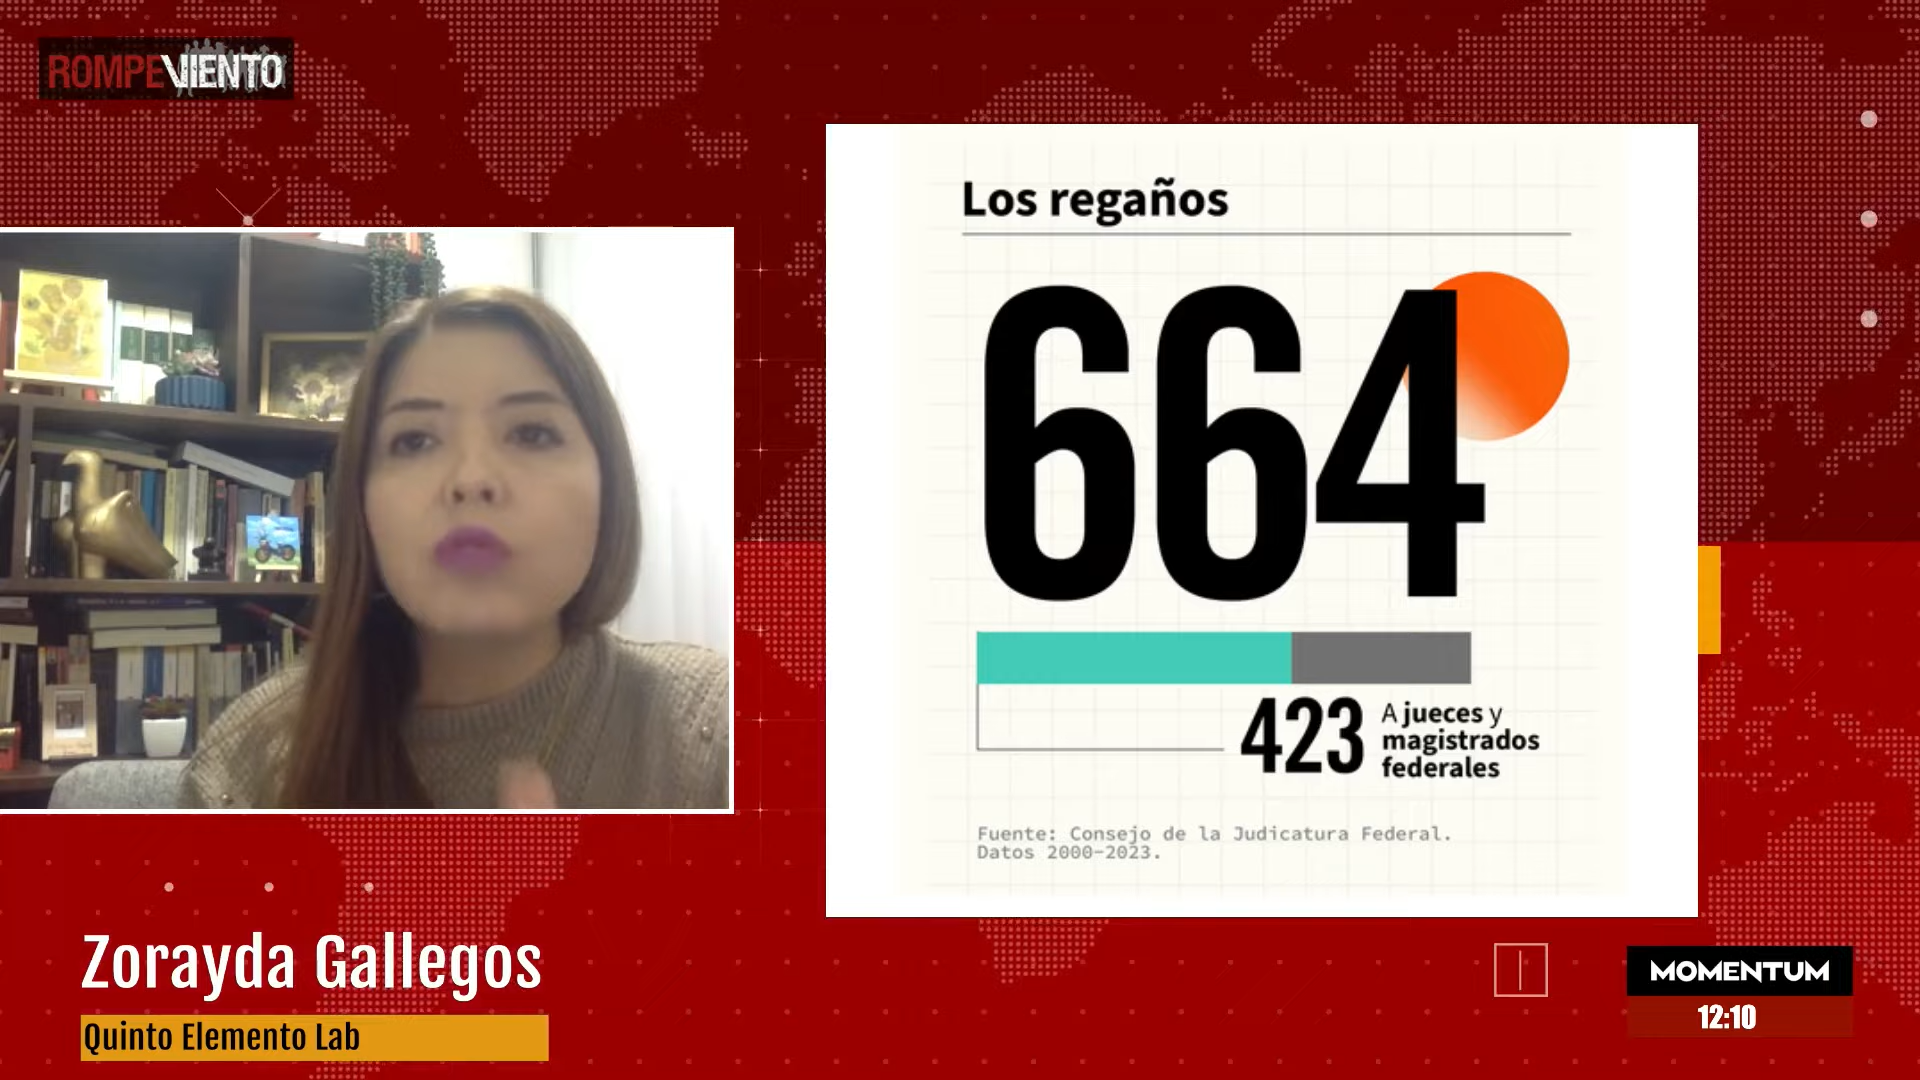 ROMPEVIENTO
Los regaños
664
423
A jueces y
magistrados
federales
Fuente: Consejo de la Judicatura Federal.
Datos 2000-2023.
Zorayda Gallegos
Quinto Elemento Lab
MOMENTUM
12:10